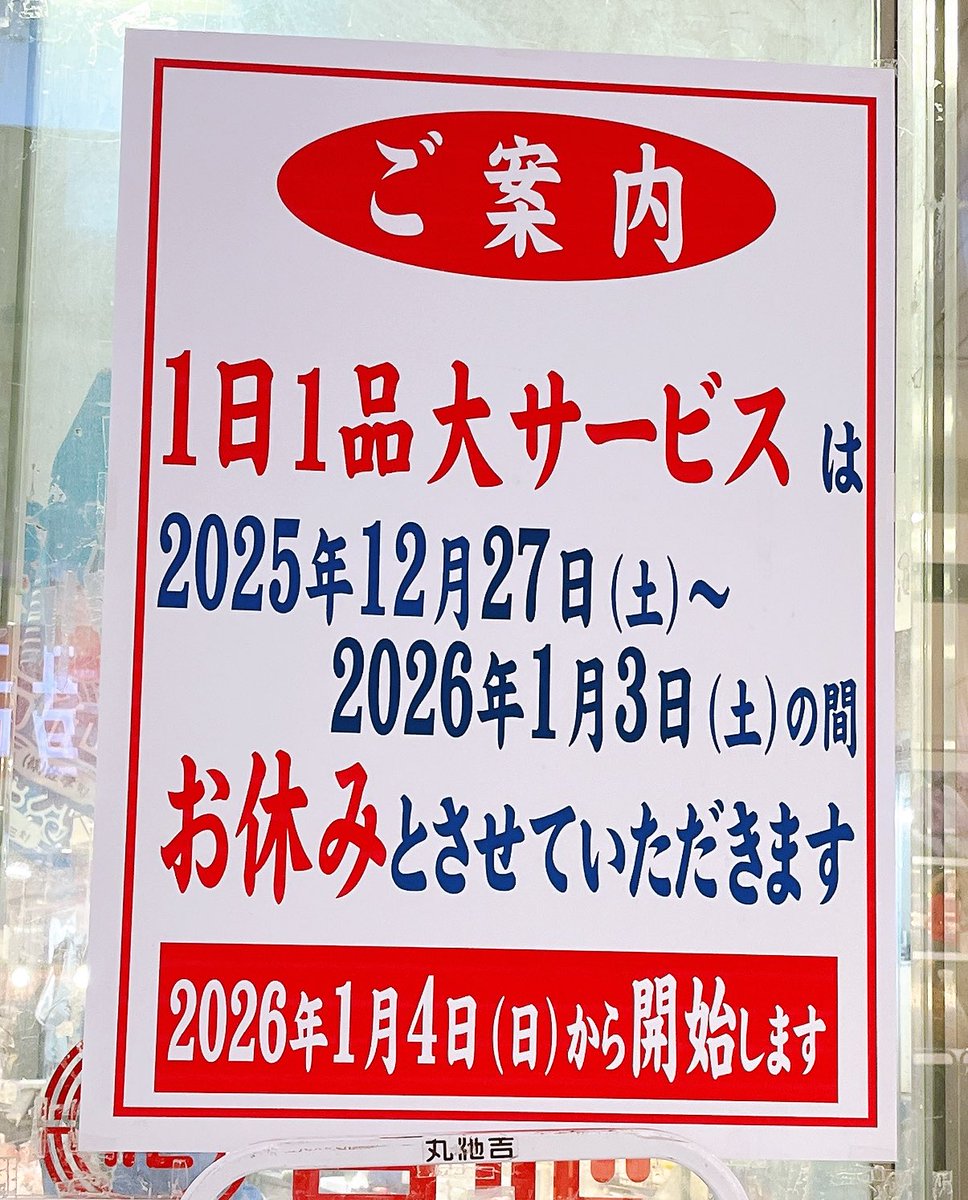 ご案内
1日1品大サービスは
2025年12月27日(土)〜
2026年1月3日(土)の間
お休みとさせていただきます
2026年1月4日(日)から開始します
丸池吉